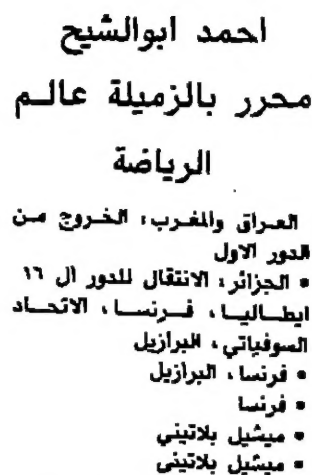 احمد ابوالشيح
محرر بالزميلة عالم
الرياضة
العراق والمغرب، الخروج من
الدور الاول
• الجزائر، الانتقال للدور ال ١٦
ايطاليا، فرنسا، الاتحاد
السوفياتي، البرازيل
• فرنسا، البرازيل
• فرنسا
• ميشيل بلاتيني
• ميشيل بلاتيني